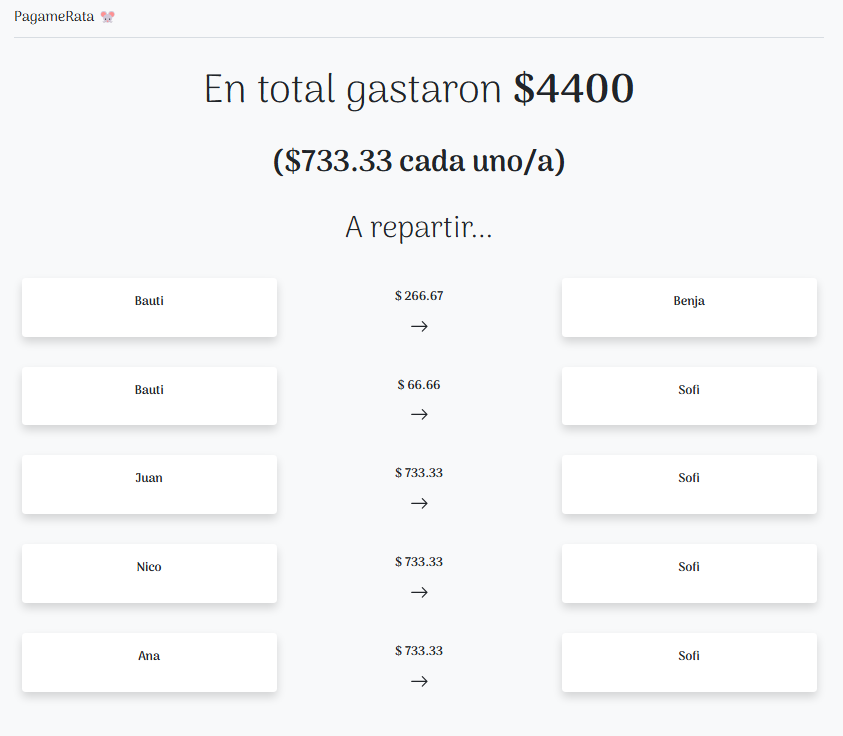 PagameRata 🐭
En total gastaron $4400
($733.33 cada uno/a)
A repartir...
Bauti $ 266.67 → Benja
Bauti $ 66.66 → Sofi
Juan $ 733.33 → Sofi
Nico $ 733.33 → Sofi
Ana $ 733.33 → Sofi